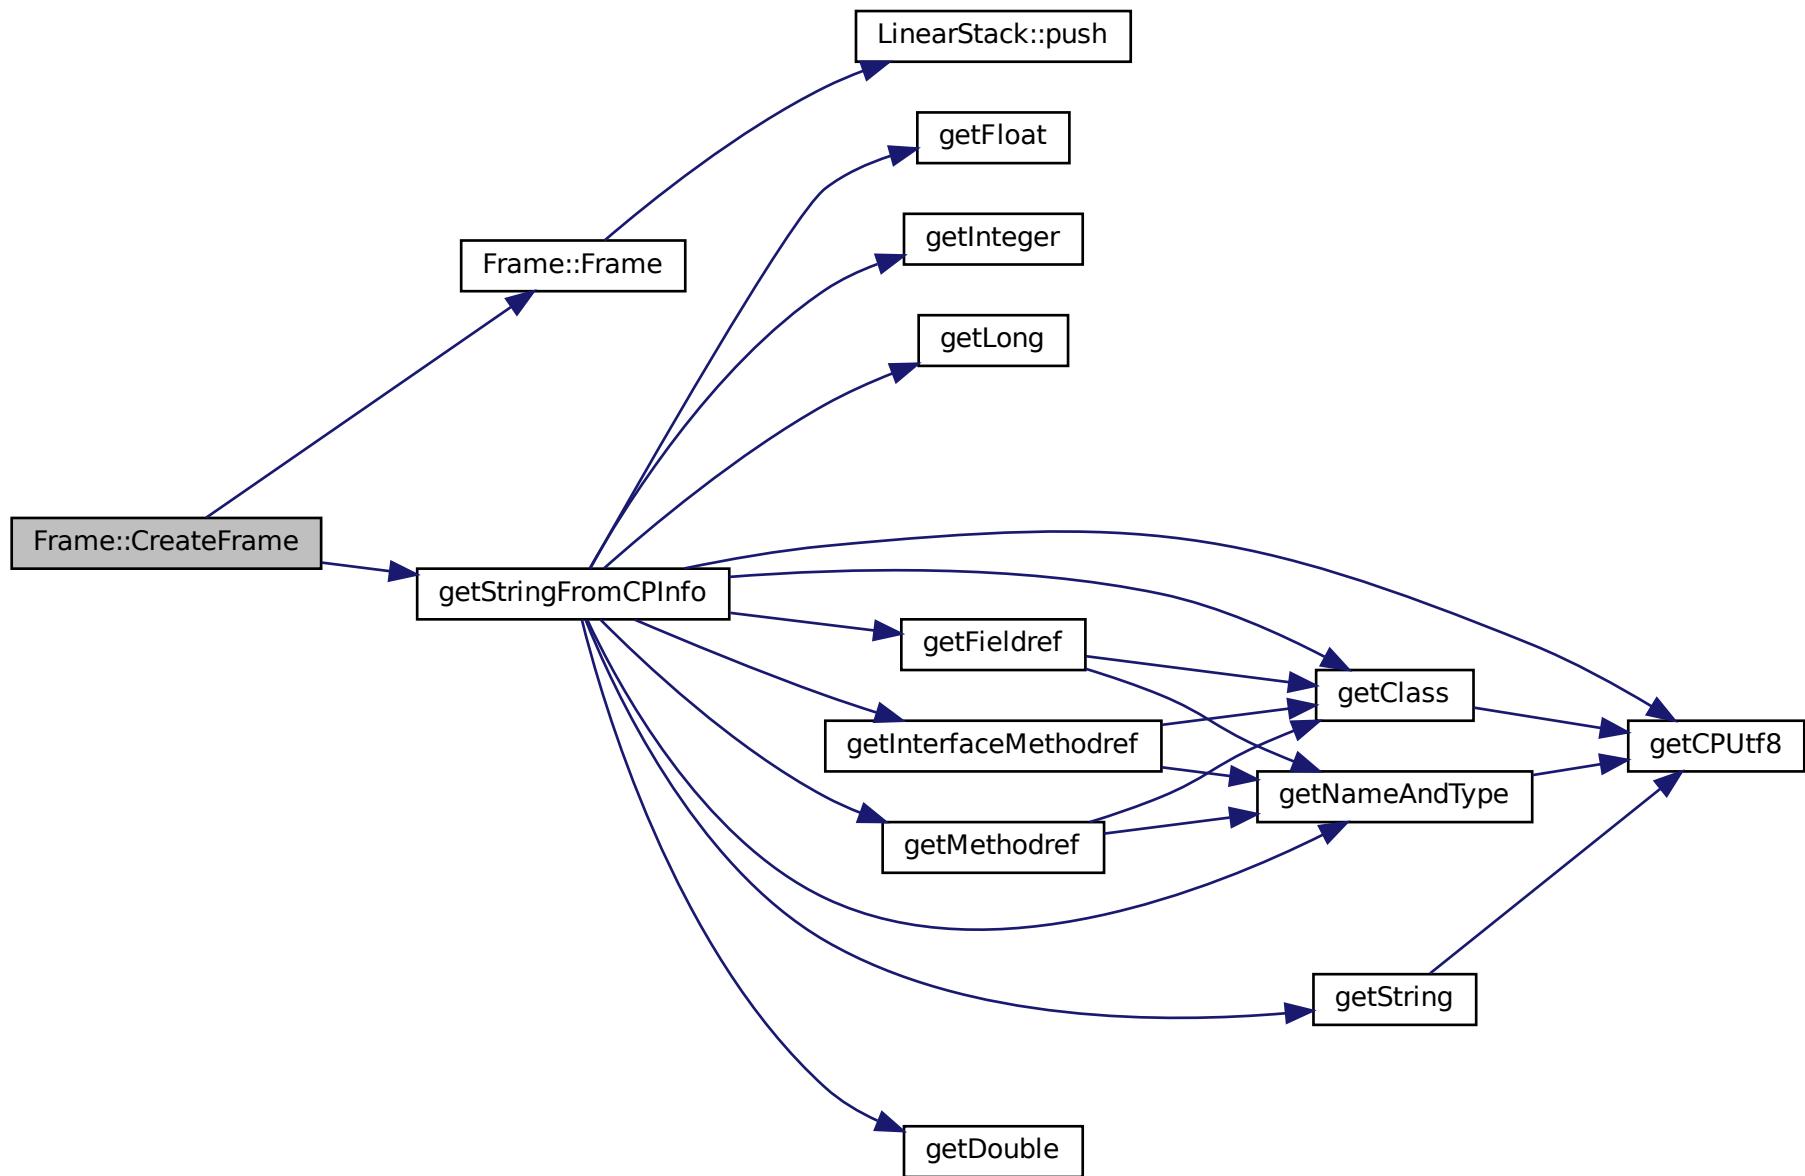 LinearStack::push
getFloat
getInteger
Frame::Frame
getLong
Frame::CreateFrame
getStringFromCPInfo
getFieldref
getClass
getInterfaceMethodref
getCPUtf8
getNameAndType
getMethodref
getString
getDouble